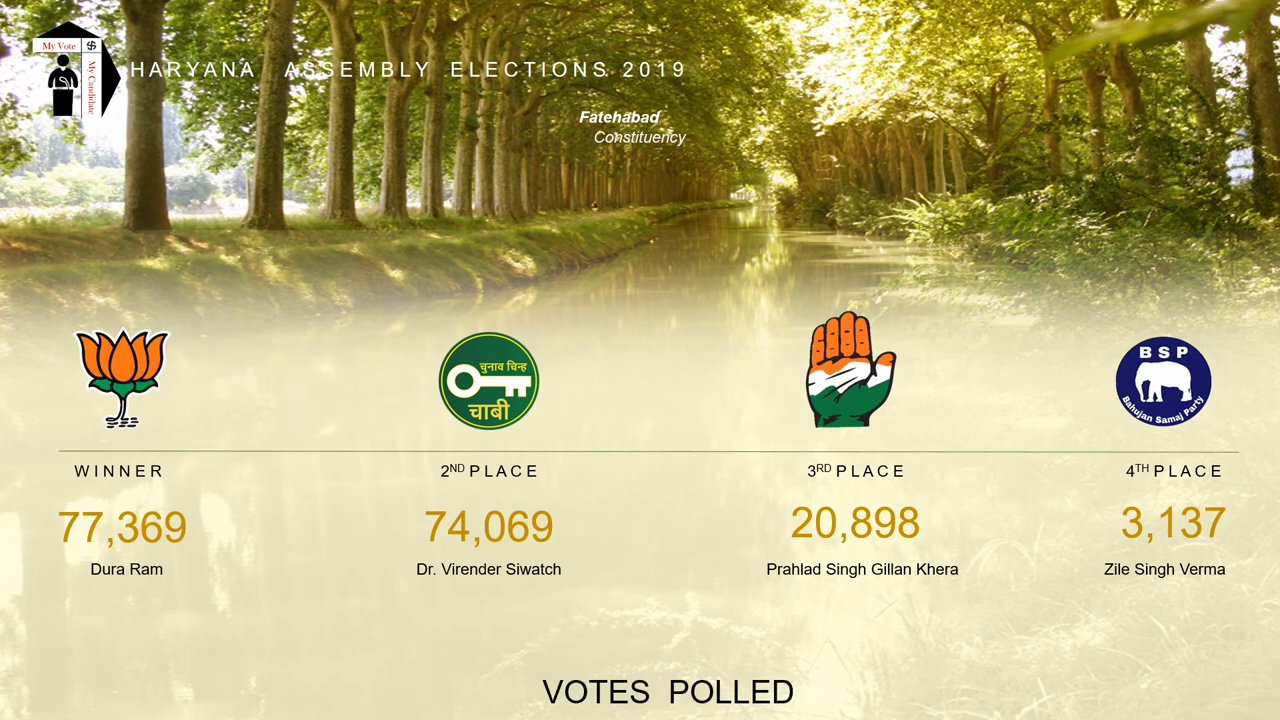 My Vote
My Candidate
HARYANA ASSEMBLY ELECTIONS 2019
Fatehabad
Constituency
चुनाव चिन्ह
चाबी
BSP
Bahujan Samaj Party
WINNER 2ND PLACE 3RD PLACE 4TH PLACE
77,369 74,069 20,898 3,137
Dura Ram Dr. Virender Siwatch Prahlad Singh Gillan Khera Zile Singh Verma
VOTES POLLED